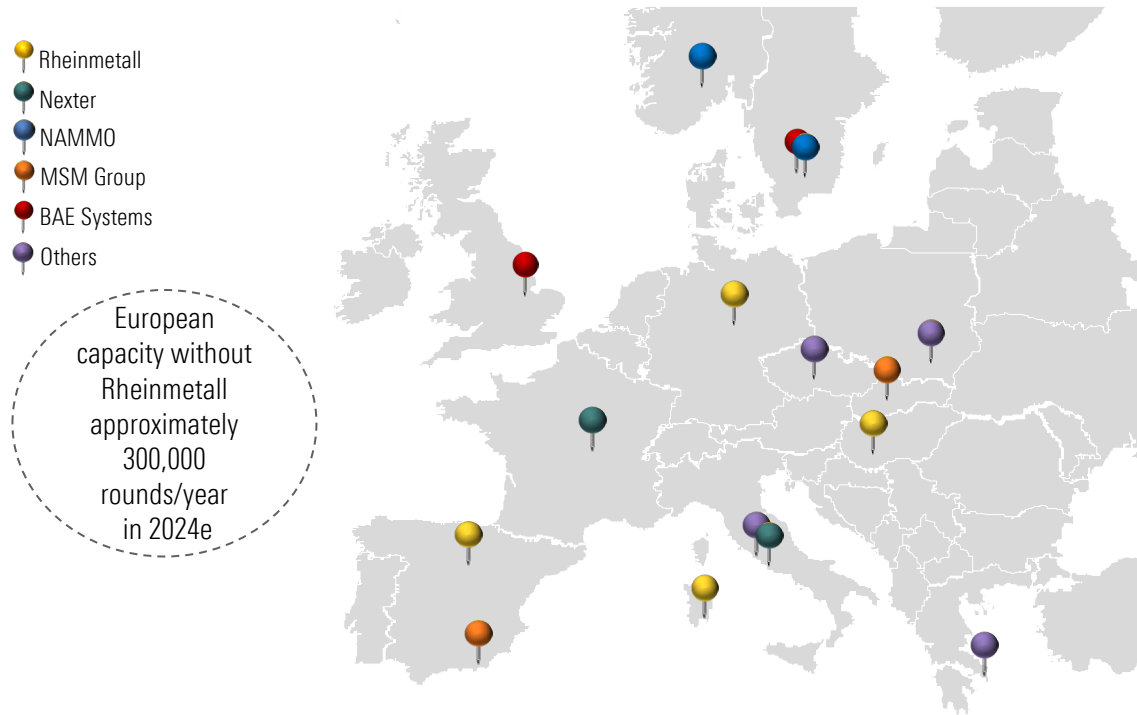 Rheinmetall
Nexter
NAMMO
MSM Group
BAE Systems
Others
European
capacity without
Rheinmetall
approximately
300,000
rounds/year
in 2024e